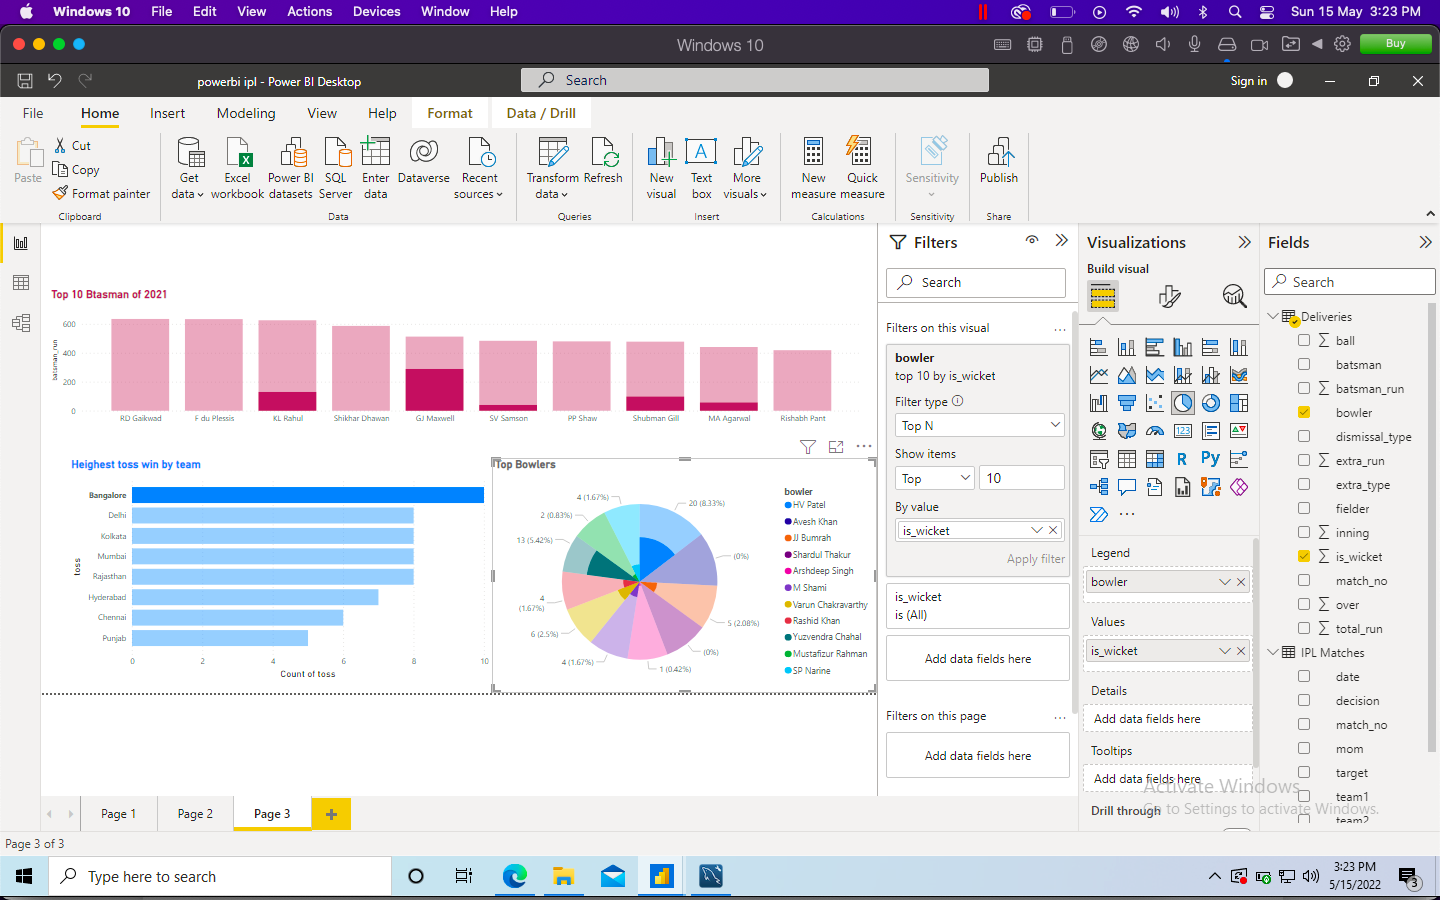 Windows 10 File Edit View Actions Devices Window Help Sun 15 May 3:23 PM
Windows 10
Buy
powerbi ipl - Power BI Desktop
Search
Sign in
File Home Insert Modeling View Help Format Data / Drill
Paste
Cut
Copy
Format painter
Clipboard
Get data
Excel workbook
Power BI datasets
SQL Server
Enter data
Dataverse
Recent sources
Data
Transform data
Refresh
Queries
New visual
Text box
More visuals
Insert
New measure
Quick measure
Calculations
Sensitivity
Sensitivity
Publish
Share
Top 10 Btasman of 2021
batsman_run
600
400
200
0
RD Gaikwad F du Plessis KL Rahul Shikhar Dhawan GJ Maxwell SV Samson PP Shaw Shubman Gill MA Agarwal Rishabh Pant
Heighest toss win by team
toss
Bangalore
Delhi
Kolkata
Mumbai
Rajasthan
Hyderabad
Chennai
Punjab
0 2 4 6 8 10
Count of toss
Top Bowlers
20 (8.33%)
(0%)
5 (2.08%)
(0%)
1 (0.42%)
4 (1.67%)
6 (2.5%)
4
(1.67%)
13 (5.42%)
2 (0.83%)
4 (1.67%)
bowler
HV Patel
Avesh Khan
JJ Bumrah
Shardul Thakur
Arshdeep Singh
M Shami
Varun Chakravarthy
Rashid Khan
Yuzvendra Chahal
Mustafizur Rahman
SP Narine
Filters
Search
Filters on this visual
bowler
top 10 by is_wicket
Filter type
Top N
Show items
Top 10
By value
is_wicket
Apply filter
is_wicket
is (All)
Add data fields here
Filters on this page
Add data fields here
Visualizations
Build visual
123
R
Py
Legend
bowler
Values
is_wicket
Details
Add data fields here
Tooltips
Add data fields here
Drill through
Fields
Search
Deliveries
ball
batsman
batsman_run
bowler
dismissal_type
extra_run
extra_type
fielder
inning
is_wicket
match_no
over
total_run
IPL Matches
date
decision
match_no
mom
target
team1
team2
Activate Windows
Go to Settings to activate Windows.
Page 1 Page 2 Page 3 +
Page 3 of 3
Type here to search
3:23 PM
5/15/2022
3